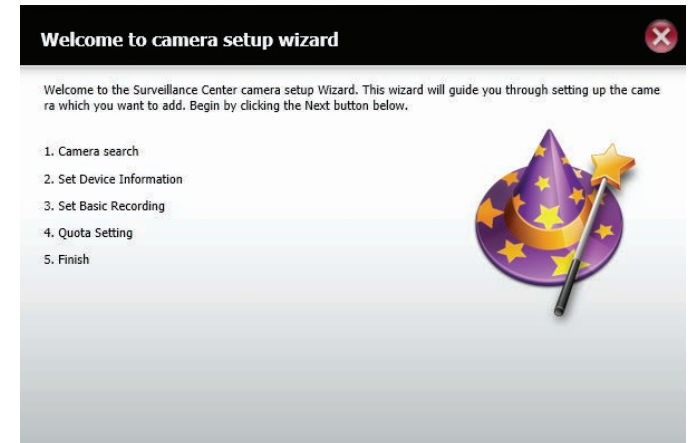 Welcome to camera setup wizard
Welcome to the Surveillance Center camera setup Wizard. This wizard will guide you through setting up the came
ra which you want to add. Begin by clicking the Next button below.
1. Camera search
2. Set Device Information
3. Set Basic Recording
4. Quota Setting
5. Finish